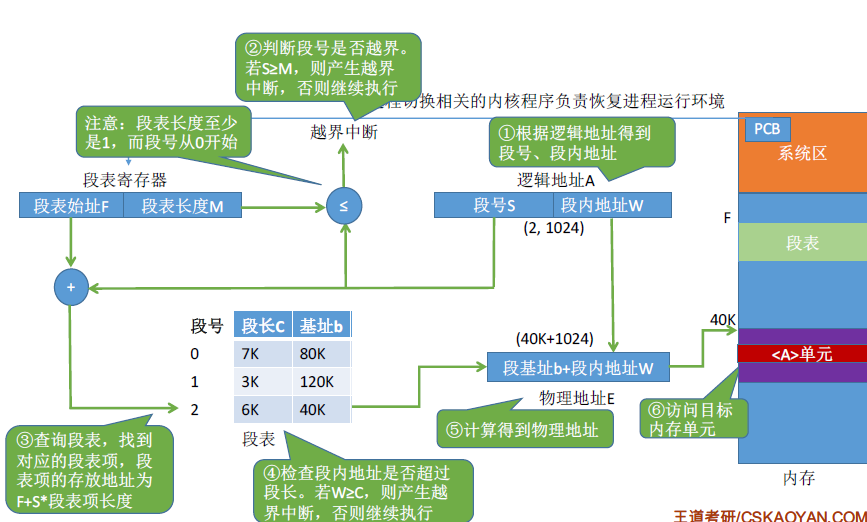 ②判断段号是否越界。
若S≥M，则产生越界
中断，否则继续执行
程切换相关的内核程序负责恢复进程运行环境
注意：段表长度至少
是1，而段号从0开始
越界中断
①根据逻辑地址得到
段号、段内地址
PCB
系统区
段表寄存器
逻辑地址A
段表始址F
段表长度M
≤
段号S
段内地址W
(2, 1024)
F
段表
+
40K
段号
段长C
基址b
0
7K
80K
1
3K
120K
2
6K
40K
段表
(40K+1024)
段基址b+段内地址W
物理地址E
<A>单元
③查询段表，找到
对应的段表项，段
表项的存放地址为
F+S*段表项长度
④检查段内地址是否超过
段长。若W≥C，则产生越
界中断，否则继续执行
⑤计算得到物理地址
⑥访问目标
内存单元
内存
王道考研/CSKAOYAN.COM